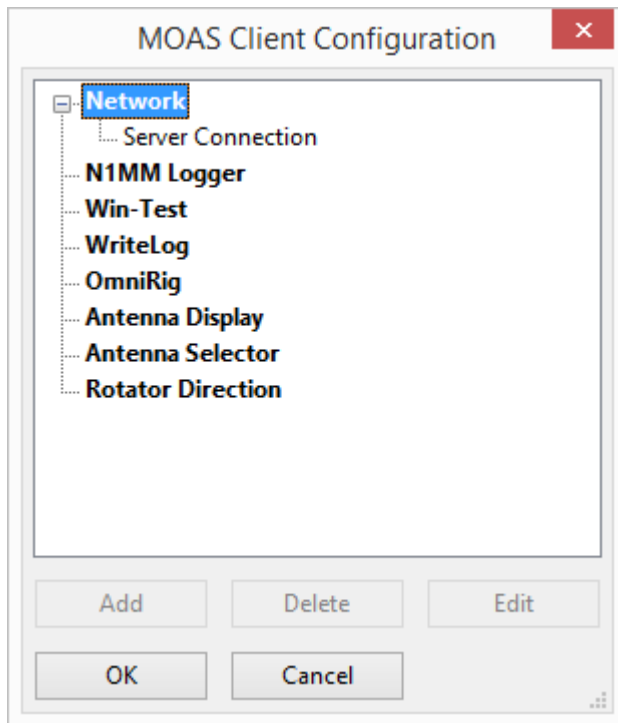 MOAS Client Configuration
Network
Server Connection
N1MM Logger
Win-Test
WriteLog
OmniRig
Antenna Display
Antenna Selector
Rotator Direction
Add Delete Edit
OK Cancel